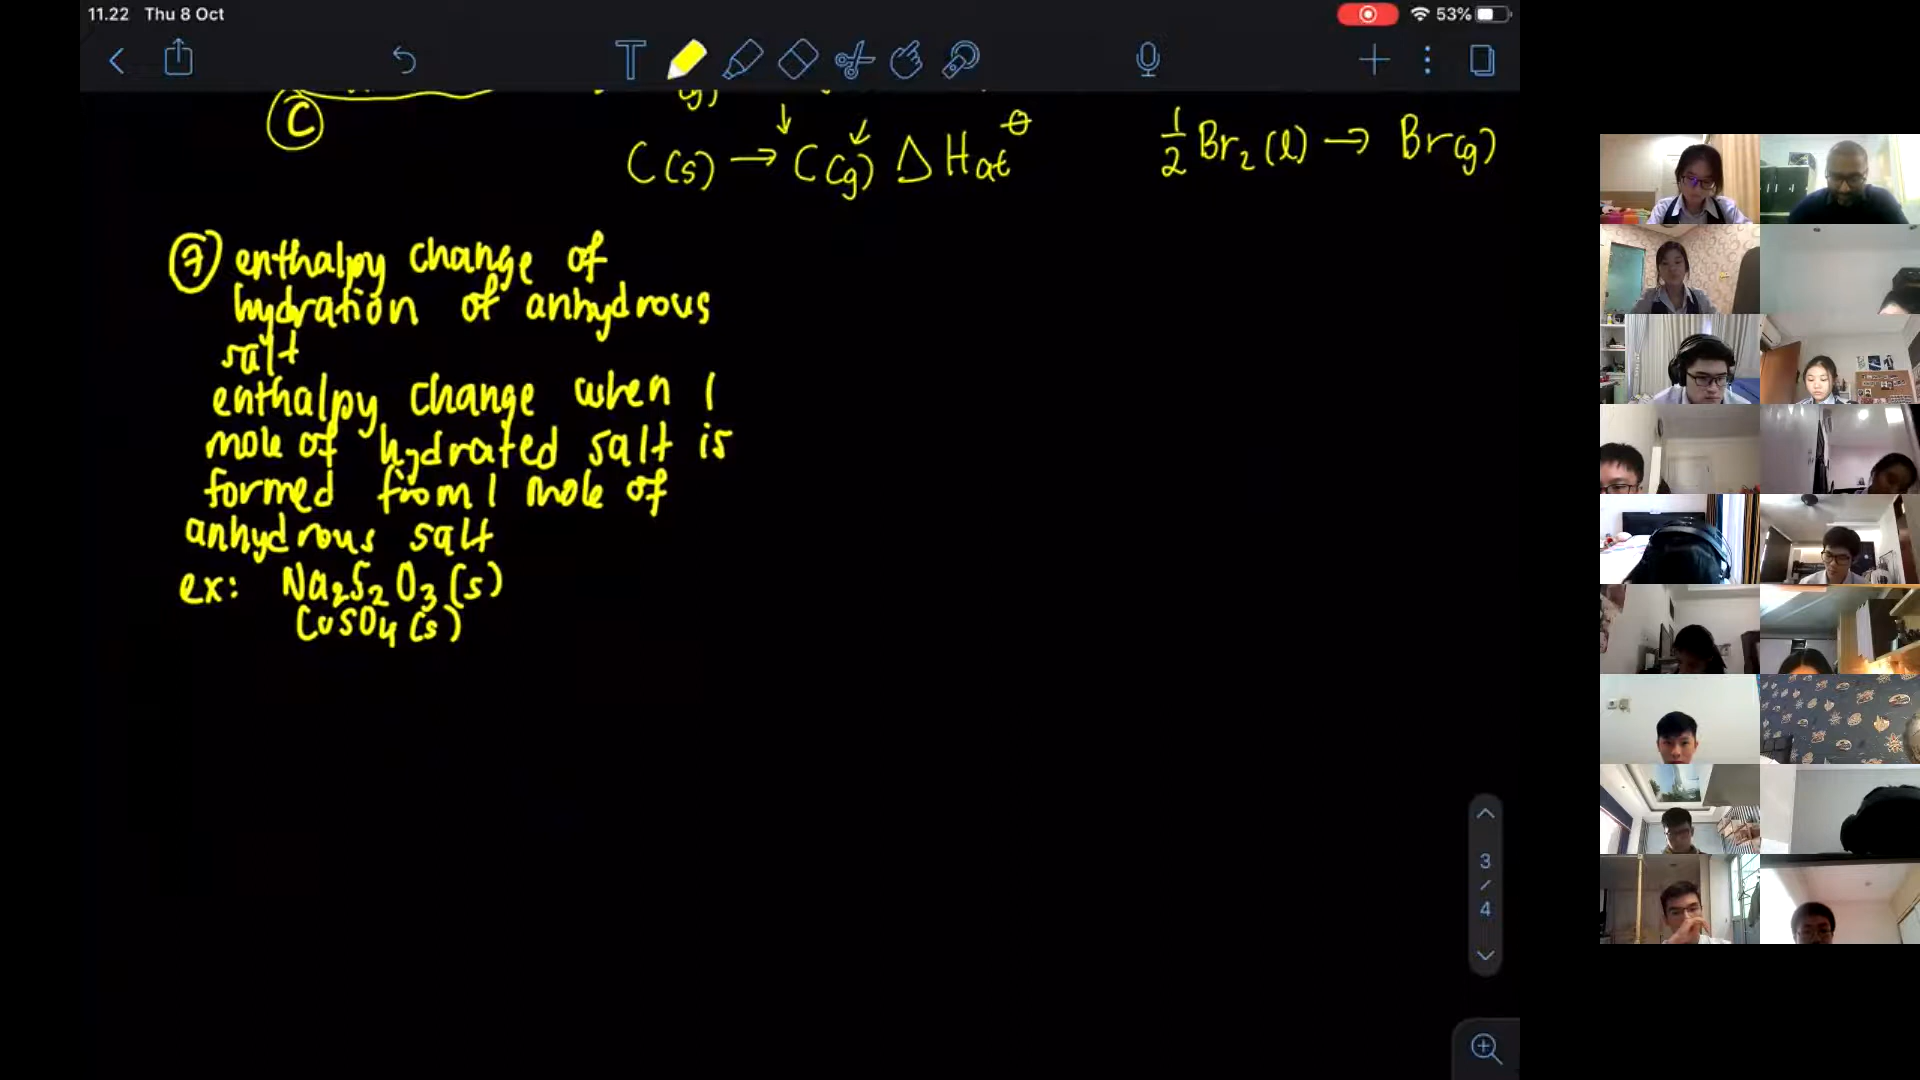 11.22 Thu 8 Oct
53%
T
C
C(s) → C(g) ΔHat⊖
1/2 Br₂(l) → Br(g)
7 enthalpy change of
hydration of anhydrous
salt
enthalpy change when 1
mole of hydrated salt is
formed from 1 mole of
anhydrous salt
ex: Na₂S₂O₃(s)
CuSO₄(s)
3
/
4